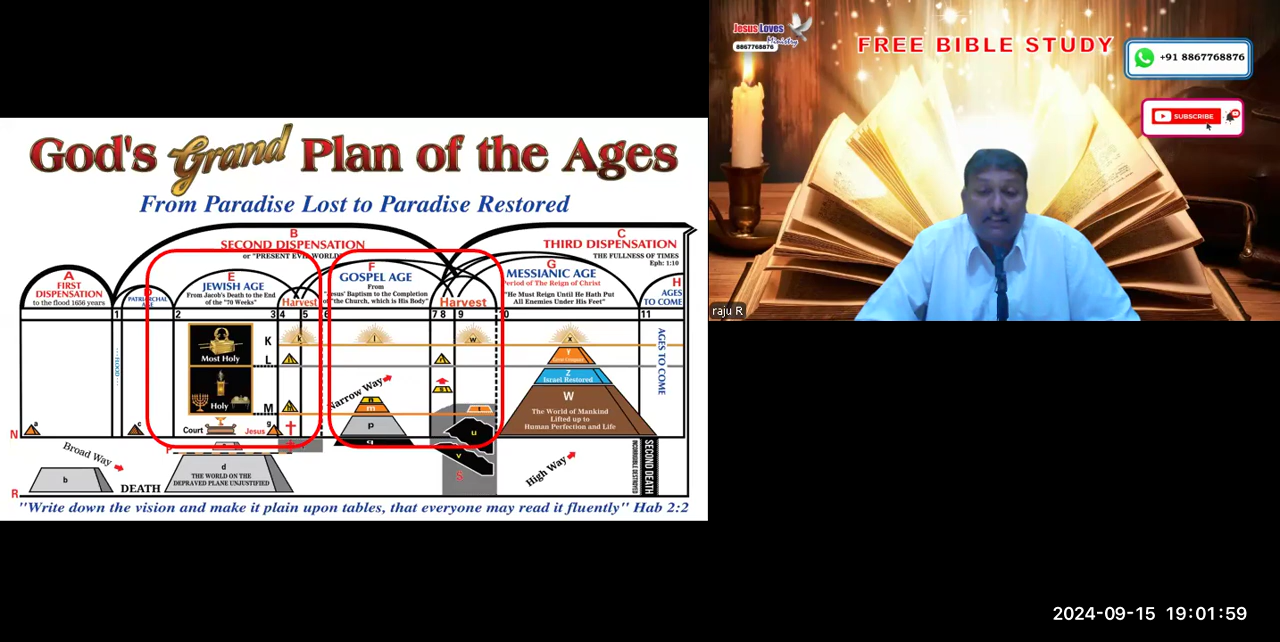 God's Grand Plan of the Ages
From Paradise Lost to Paradise Restored
A
FIRST
DISPENSATION
to the flood 1656 years
B
SECOND DISPENSATION
or "PRESENT EVIL WORLD"
C
THIRD DISPENSATION
THE FULLNESS OF TIMES
Eph: 1:10
D
PATRIARCHAL
AGE
E
JEWISH AGE
From Jacob's Death to the End
of the "70 Weeks"
Harvest
F
GOSPEL AGE
From
"Jesus' Baptism to the Completion
of "the Church, which is His Body"
Harvest
G
MESSIANIC AGE
Period of The Reign of Christ
"He Must Reign Until He Hath Put
All Enemies Under His Feet"
H
AGES
TO COME
1 2 3 4 5 6 7 8 9 10 11
FLOOD
K
L
M
N
P
R
Most Holy
Holy
Court
Jesus
g
k
l
w
x
a
c
b
d
THE WORLD ON THE
DEPRAVED PLANE UNJUSTIFIED
Broad Way
DEATH
Narrow Way
n
m
p
q
t
u
v
S
Y
Z
Israel Restored
W
The World of Mankind
Lifted up to
Human Perfection and Life
High Way
AGES TO COME
INCORRIGIBLE DESTROYED
SECOND DEATH
"Write down the vision and make it plain upon tables, that everyone may read it fluently" Hab 2:2
Jesus Loves
Ministry
8867768876
FREE BIBLE STUDY
+91 8867768876
SUBSCRIBE
raju R
2024-09-15 19:01:59